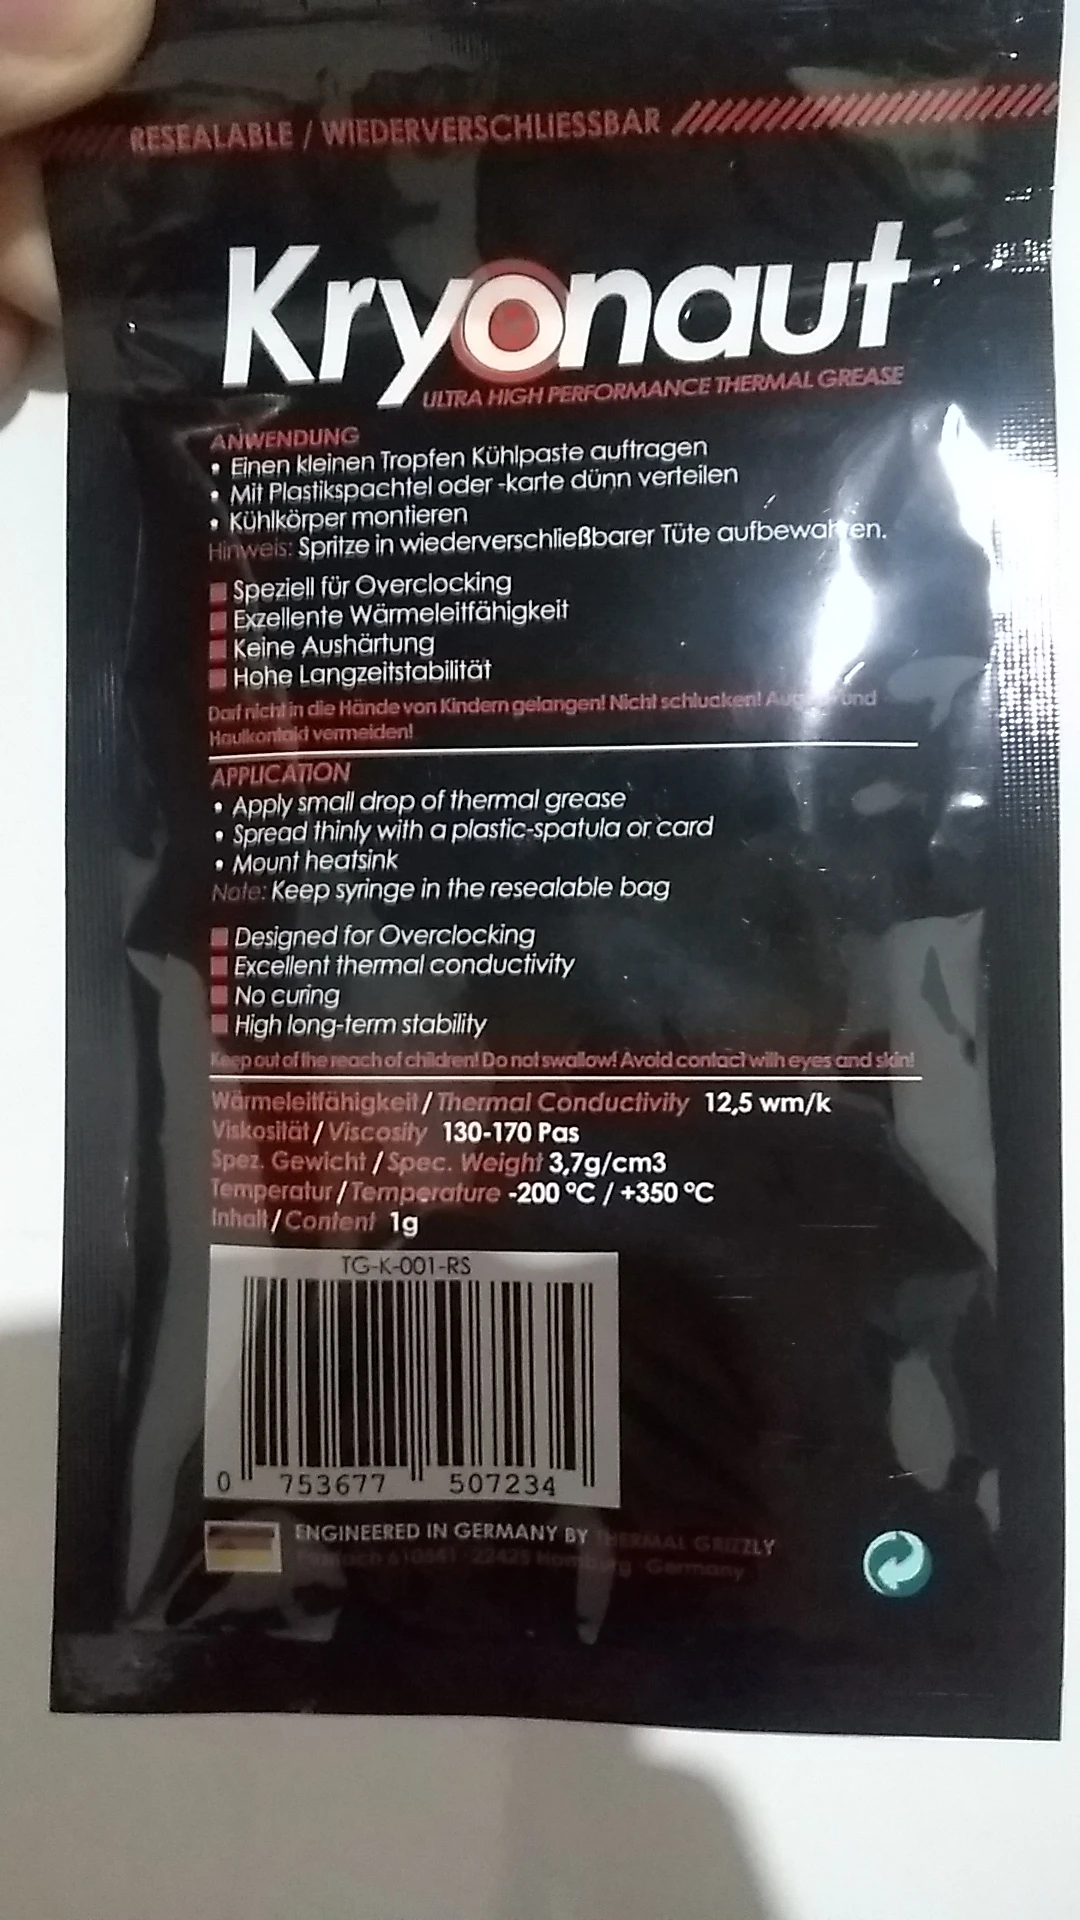 RESEALABLE / WIEDERVERSCHLIESSBAR
Kryonaut
ULTRA HIGH PERFORMANCE THERMAL GREASE
ANWENDUNG
• Einen kleinen Tropfen Kühlpaste auftragen
• Mit Plastikspachtel oder -karte dünn verteilen
• Kühlkörper montieren
Hinweis: Spritze in wiederverschließbarer Tüte aufbewahren.
Speziell für Overclocking
Exzellente Wärmeleitfähigkeit
Keine Aushärtung
Hohe Langzeitstabilität
Darf nicht in die Hände von Kindern gelangen! Nicht schlucken! und
Hautkontakt vermeiden!
APPLICATION
• Apply small drop of thermal grease
• Spread thinly with a plastic-spatula or card
• Mount heatsink
Note: Keep syringe in the resealable bag
Designed for Overclocking
Excellent thermal conductivity
No curing
High long-term stability
Keep out of the reach of children! Do not swallow! Avoid contact with eyes and skin!
Wärmeleitfähigkeit / Thermal Conductivity 12,5 wm/k
Viskosität / Viscosity 130-170 Pas
Spez. Gewicht / Spec. Weight 3,7g/cm3
Temperatur / Temperature -200 °C / +350 °C
Inhalt / Content 1g
TG-K-001-RS
0 753677 507234
ENGINEERED IN GERMANY BY THERMAL GRIZZLY
22425 Hamburg Germany